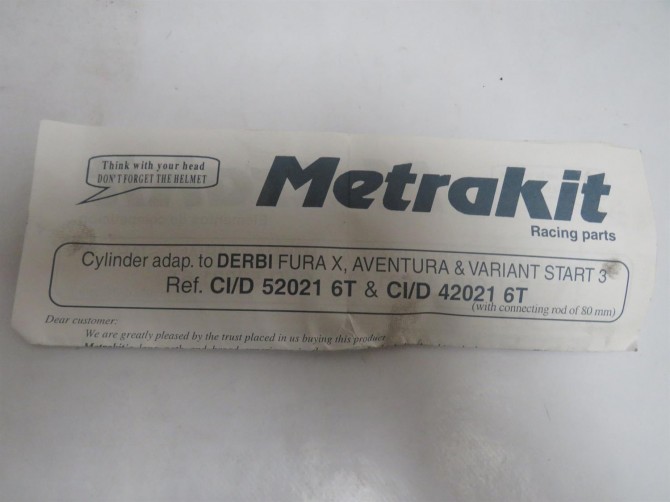 Think with your head
DON'T FORGET THE HELMET
Metrakit
Racing parts
Cylinder adap. to DERBI FURA X, AVENTURA & VARIANT START 3
Ref. CI/D 52021 6T & CI/D 42021 6T
(with connecting rod of 80 mm)
Dear customer:
We are greatly pleased by the trust placed in us buying this product